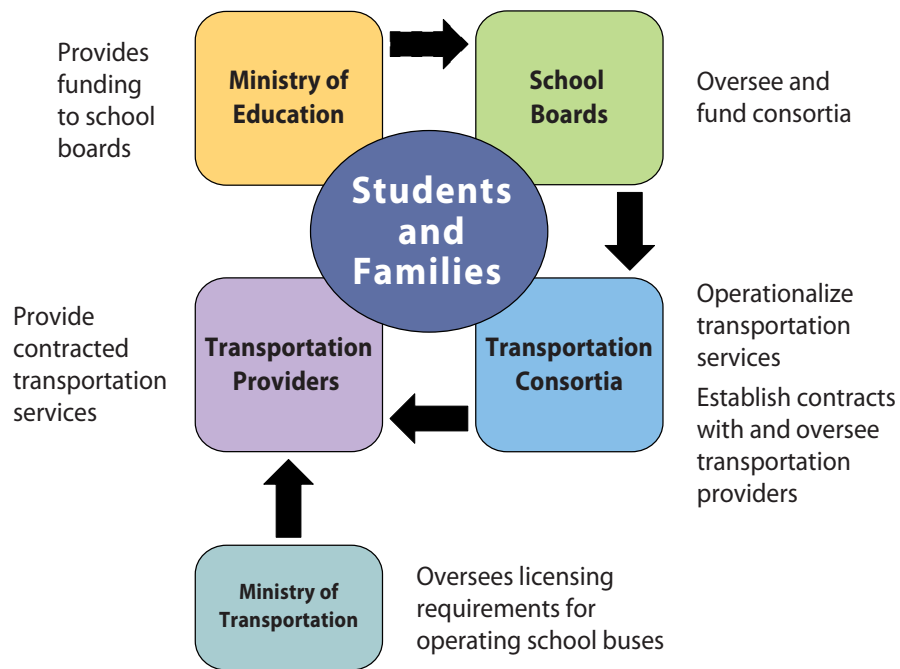 Provides
funding
to school
boards
Ministry of
Education
School
Boards
Oversee and
fund consortia
Students
and
Families
Provide
contracted
transportation
services
Transportation
Providers
Transportation
Consortia
Operationalize
transportation
services
Establish contracts
with and oversee
transportation
providers
Ministry of
Transportation
Oversees licensing
requirements for
operating school buses